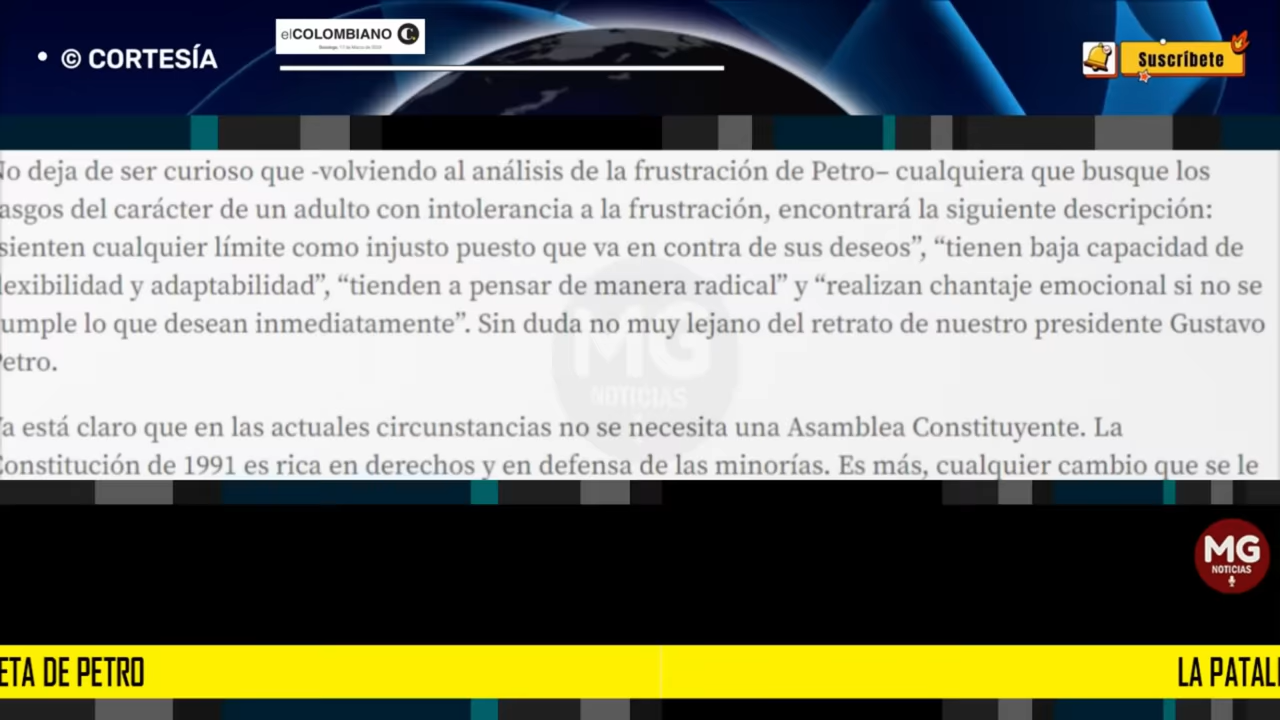 • © CORTESÍA
elCOLOMBIANO C
Suscríbete
No deja de ser curioso que -volviendo al análisis de la frustración de Petro– cualquiera que busque los
asgos del carácter de un adulto con intolerancia a la frustración, encontrará la siguiente descripción:
sienten cualquier límite como injusto puesto que va en contra de sus deseos”, “tienen baja capacidad de
lexibilidad y adaptabilidad”, “tienden a pensar de manera radical” y “realizan chantaje emocional si no se
umple lo que desean inmediatamente”. Sin duda no muy lejano del retrato de nuestro presidente Gustavo
Petro.
Ya está claro que en las actuales circunstancias no se necesita una Asamblea Constituyente. La
Constitución de 1991 es rica en derechos y en defensa de las minorías. Es más, cualquier cambio que se le
MG
NOTICIAS
MG
NOTICIAS
ETA DE PETRO
LA PATAL